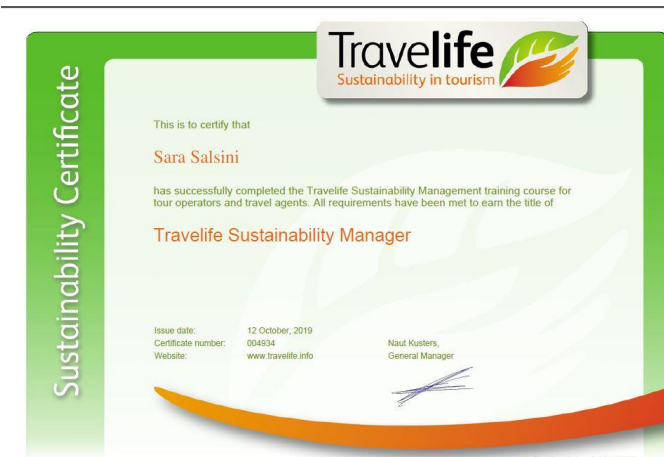 Travelife
Sustainability in tourism
Sustainability Certificate
This is to certify that
Sara Salsini
has successfully completed the Travelife Sustainability Management training course for
tour operators and travel agents. All requirements have been met to earn the title of
Travelife Sustainability Manager
Issue date: 12 October, 2019
Certificate number: 004934 Naut Kusters,
Website: www.travelife.info General Manager